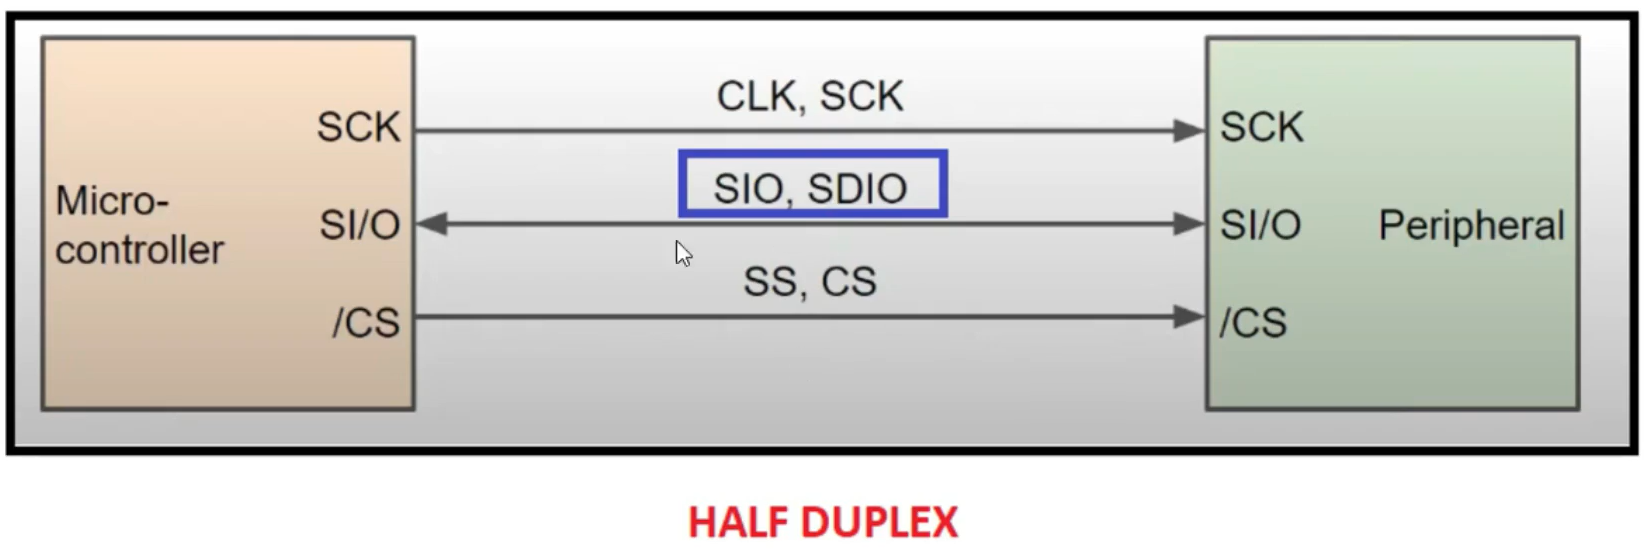 CLK, SCK
SCK
SCK
SIO, SDIO
Micro-
controller
SI/O
SI/O
Peripheral
SS, CS
/CS
/CS
HALF DUPLEX